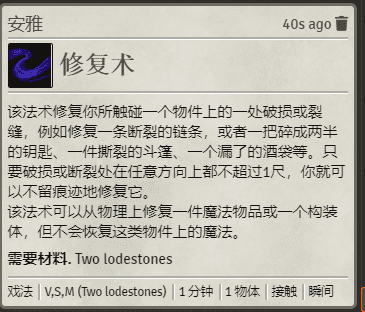 安雅 40s ago
修复术
该法术修复你所触碰一个物件上的一处破损或裂
缝，例如修复一条断裂的链条，或者一把碎成两半
的钥匙、一件撕裂的斗篷、一个漏了的酒袋等。只
要破损或断裂处在任意方向上都不超过1尺，你就可
以不留痕迹地修复它。
该法术可以从物理上修复一件魔法物品或一个构装
体，但不会恢复这类物件上的魔法。
需要材料. Two lodestones
戏法 | V,S,M (Two lodestones) | 1 分钟 | 1 物体 | 接触 | 瞬间